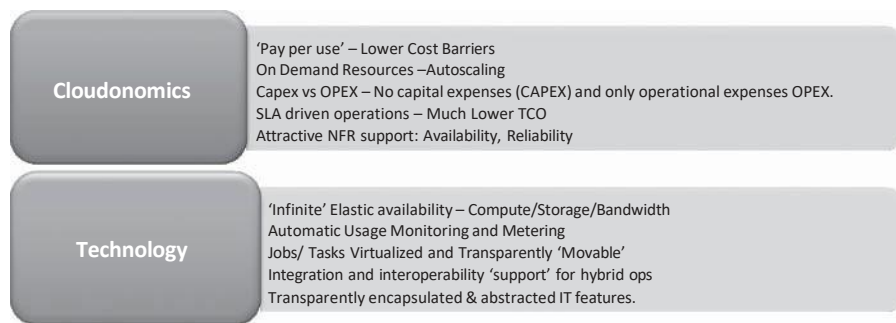 Cloudonomics
‘Pay per use’ – Lower Cost Barriers
On Demand Resources –Autoscaling
Capex vs OPEX – No capital expenses (CAPEX) and only operational expenses OPEX.
SLA driven operations – Much Lower TCO
Attractive NFR support: Availability, Reliability
Technology
‘Infinite’ Elastic availability – Compute/Storage/Bandwidth
Automatic Usage Monitoring and Metering
Jobs/ Tasks Virtualized and Transparently ‘Movable’
Integration and interoperability ‘support’ for hybrid ops
Transparently encapsulated & abstracted IT features.